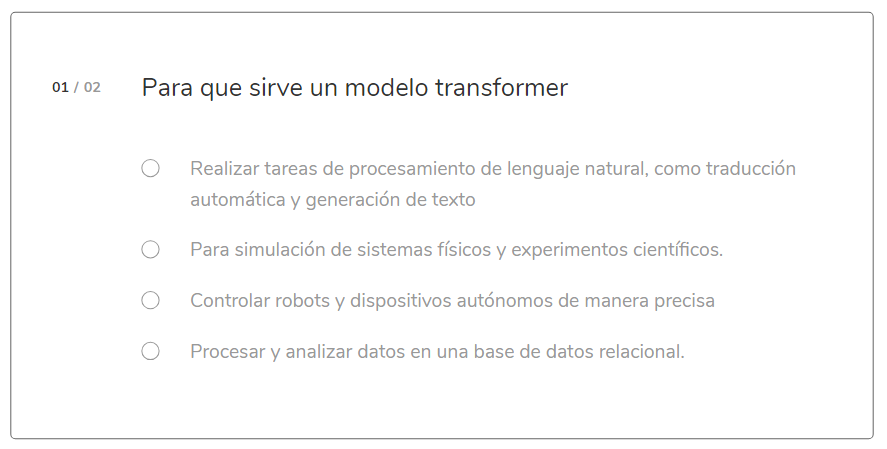 01 / 02
Para que sirve un modelo transformer
Realizar tareas de procesamiento de lenguaje natural, como traducción
automática y generación de texto
Para simulación de sistemas físicos y experimentos científicos.
Controlar robots y dispositivos autónomos de manera precisa
Procesar y analizar datos en una base de datos relacional.